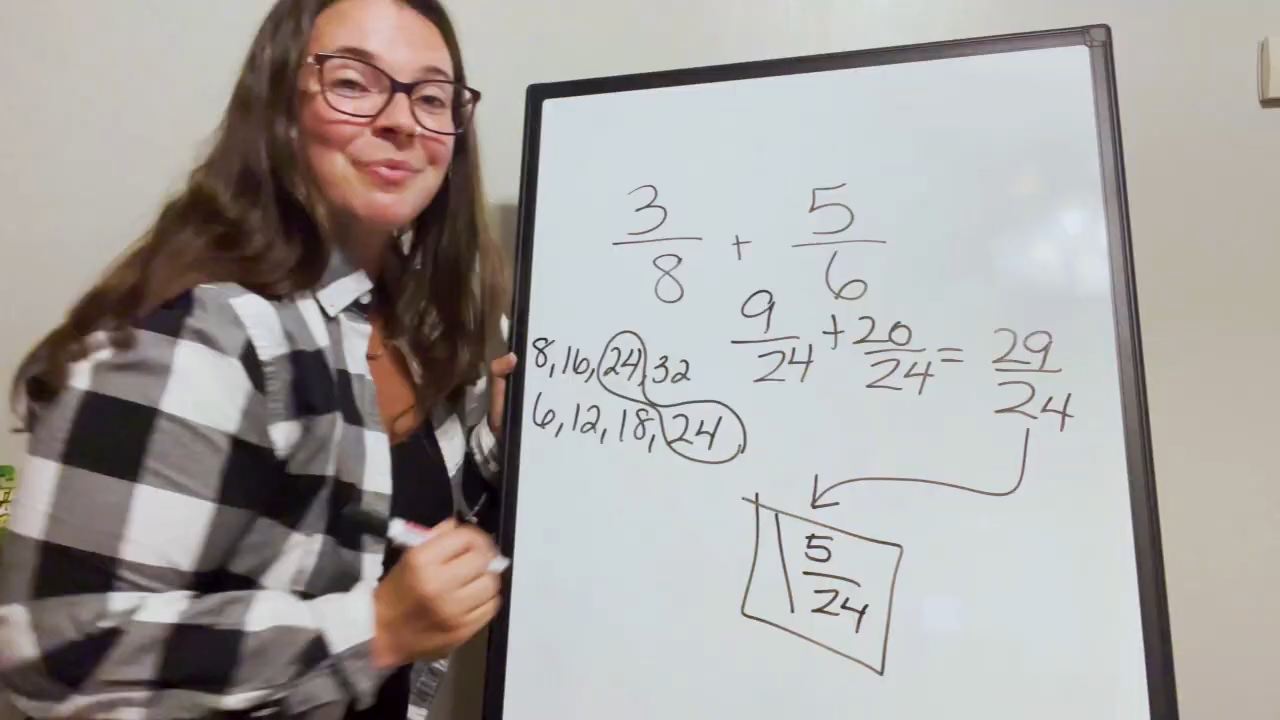 3/8 + 5/6
9/24 + 20/24 = 29/24
8, 16, 24, 32
6, 12, 18, 24
1 5/24